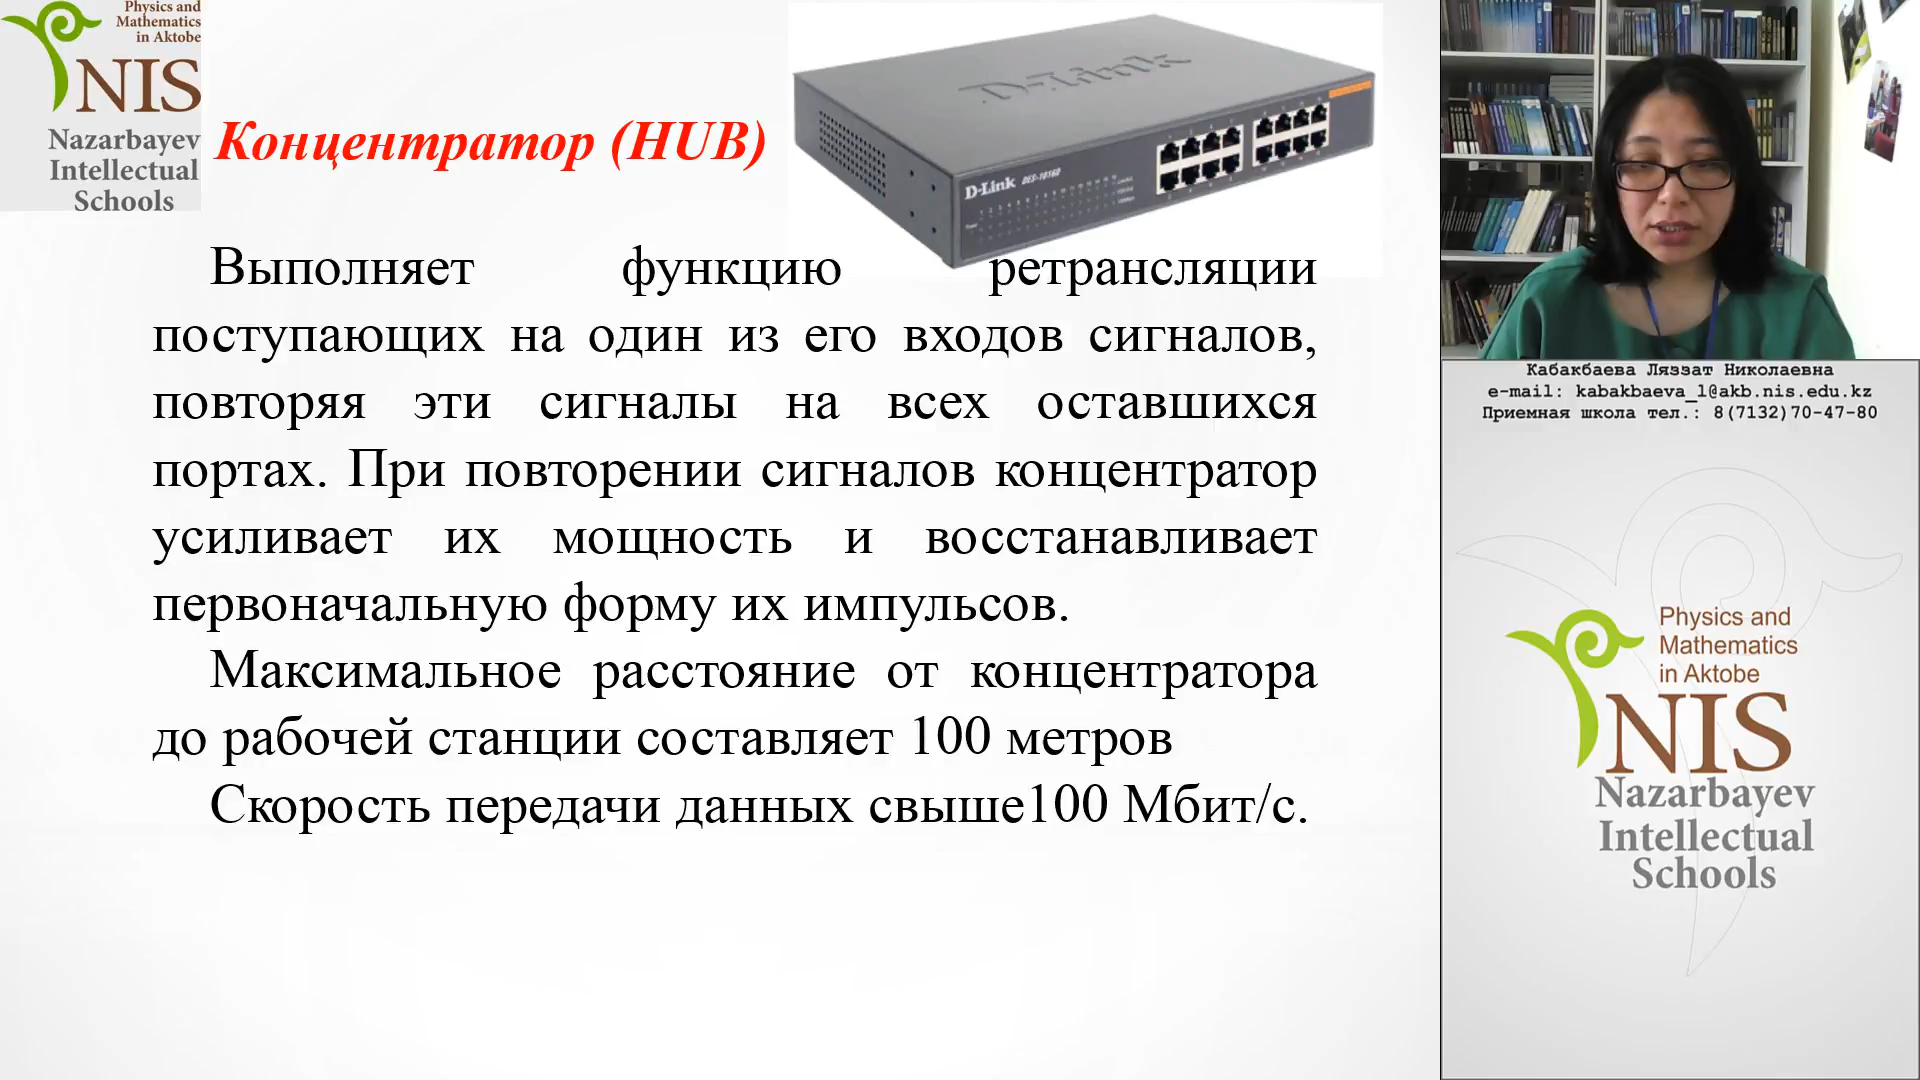 Physics and
Mathematics
in Aktobe
NIS
Nazarbayev
Intellectual
Schools
Концентратор (HUB)
D-Link
D-Link DES-1016D
Выполняет функцию ретрансляции
поступающих на один из его входов сигналов,
повторяя эти сигналы на всех оставшихся
портах. При повторении сигналов концентратор
усиливает их мощность и восстанавливает
первоначальную форму их импульсов.
Максимальное расстояние от концентратора
до рабочей станции составляет 100 метров
Скорость передачи данных свыше100 Мбит/с.
Кабакбаева Ляззат Николаевна
e-mail: kabakbaeva_l@akb.nis.edu.kz
Приемная школа тел.: 8(7132)70-47-80
Physics and
Mathematics
in Aktobe
NIS
Nazarbayev
Intellectual
Schools